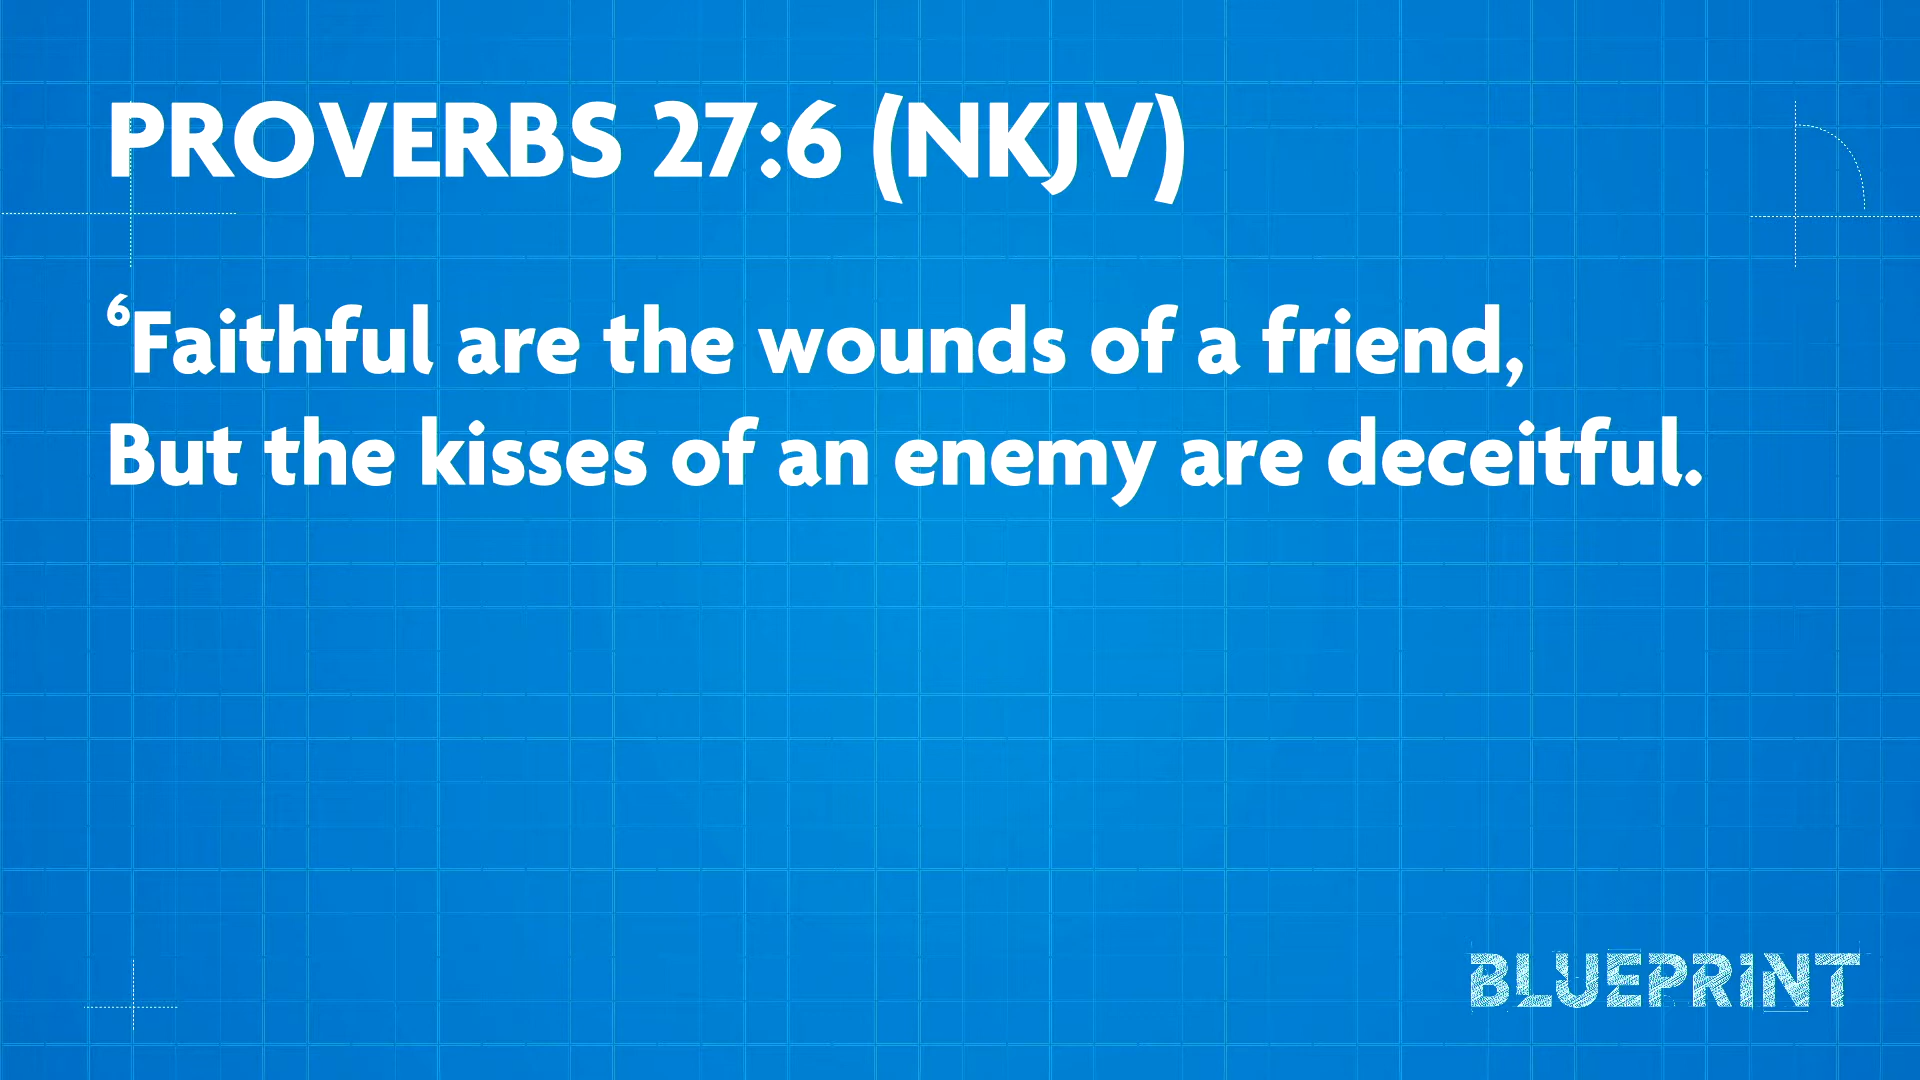 PROVERBS 27:6 (NKJV)
⁶Faithful are the wounds of a friend,
But the kisses of an enemy are deceitful.
BLUEPRINT